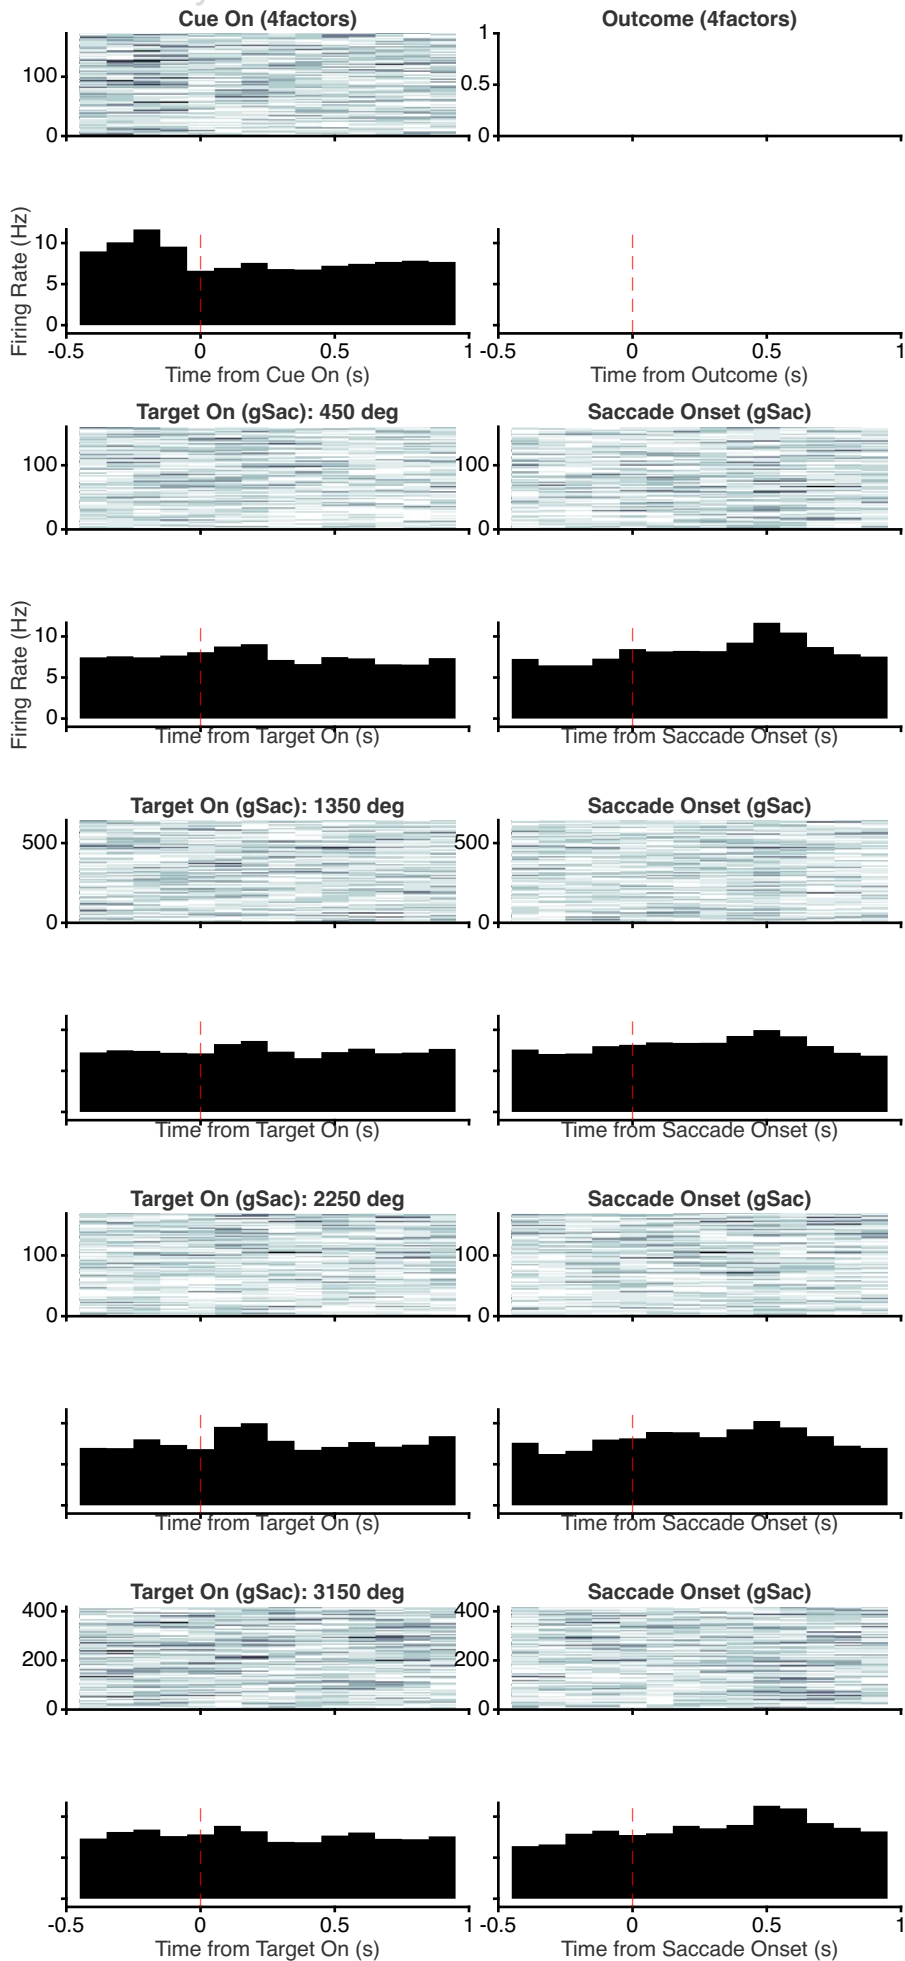 Cue On (4factors)
Outcome (4factors)
100
0
1
0.5
0
Firing Rate (Hz)
10
5
0
-0.5 0 0.5 1
Time from Cue On (s)
-0.5 0 0.5 1
Time from Outcome (s)
Target On (gSac): 450 deg
Saccade Onset (gSac)
100
0
100
0
Firing Rate (Hz)
10
5
0
Time from Target On (s)
Time from Saccade Onset (s)
Target On (gSac): 1350 deg
Saccade Onset (gSac)
500
0
500
0
Time from Target On (s)
Time from Saccade Onset (s)
Target On (gSac): 2250 deg
Saccade Onset (gSac)
100
0
100
0
Time from Target On (s)
Time from Saccade Onset (s)
Target On (gSac): 3150 deg
Saccade Onset (gSac)
400
200
0
400
200
0
-0.5 0 0.5 1
Time from Target On (s)
-0.5 0 0.5 1
Time from Saccade Onset (s)